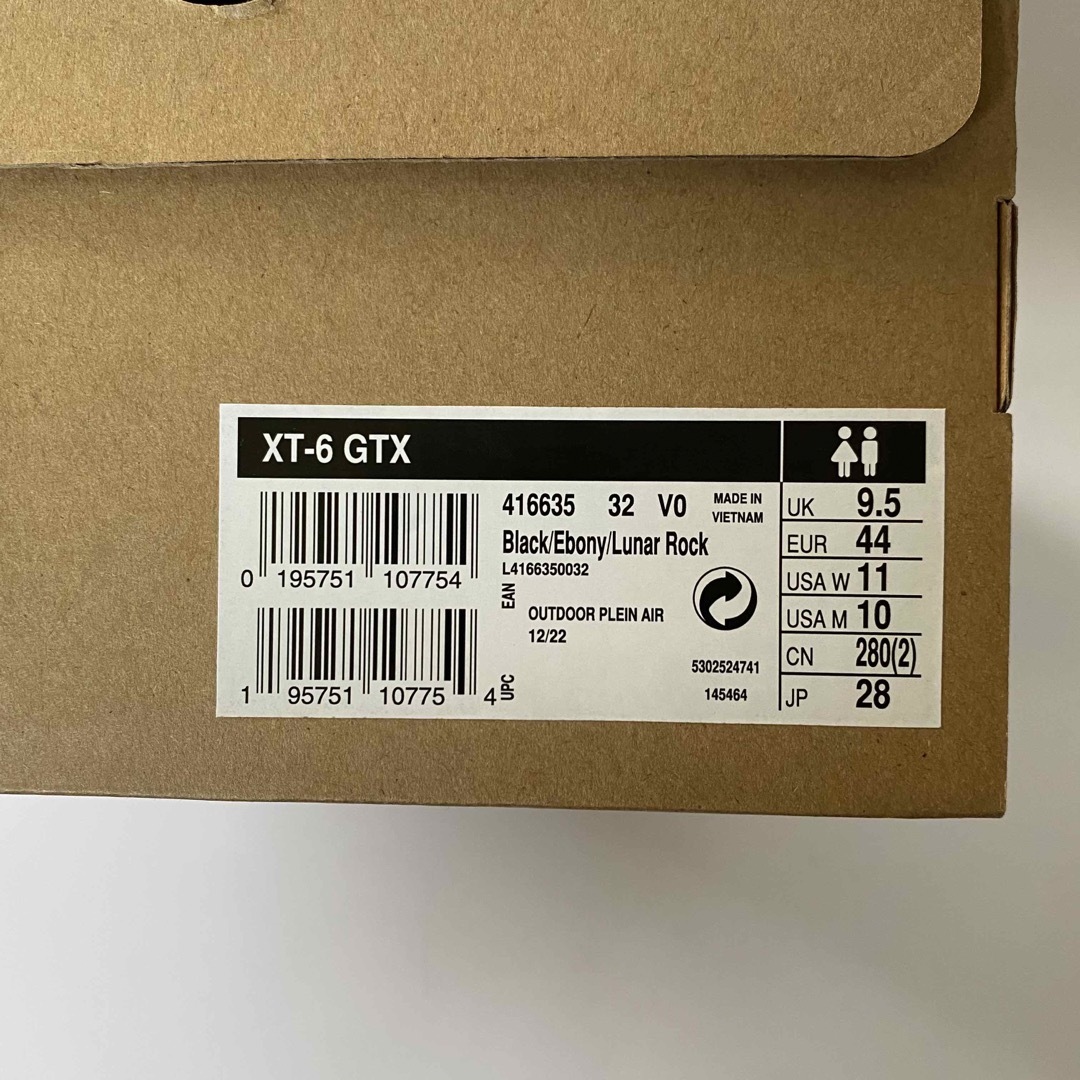 XT-6 GTX
416635 32 V0 MADE IN VIETNAM
Black/Ebony/Lunar Rock
L4166350032
0 195751 107754
EAN
OUTDOOR PLEIN AIR
12/22
5302524741
145464
1 95751 10775 4
UPC
UK 9.5
EUR 44
USA W 11
USA M 10
CN 280(2)
JP 28